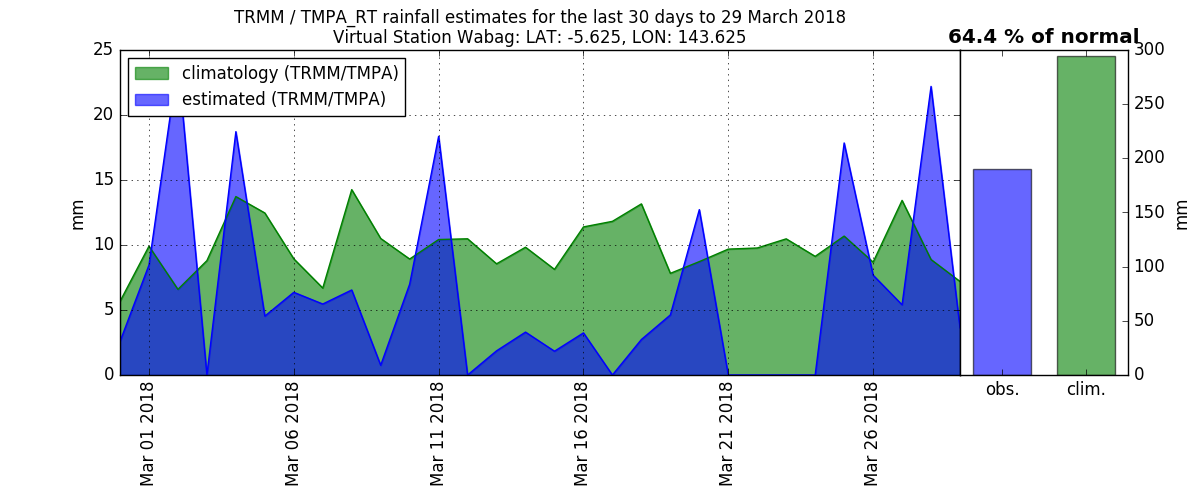 TRMM / TMPA_RT rainfall estimates for the last 30 days to 29 March 2018
Virtual Station Wabag: LAT: -5.625, LON: 143.625
64.4 % of normal
climatology (TRMM/TMPA)
estimated (TRMM/TMPA)
25
20
15
10
5
0
mm
Mar 01 2018
Mar 06 2018
Mar 11 2018
Mar 16 2018
Mar 21 2018
Mar 26 2018
obs.
clim.
300
250
200
150
100
50
0
mm